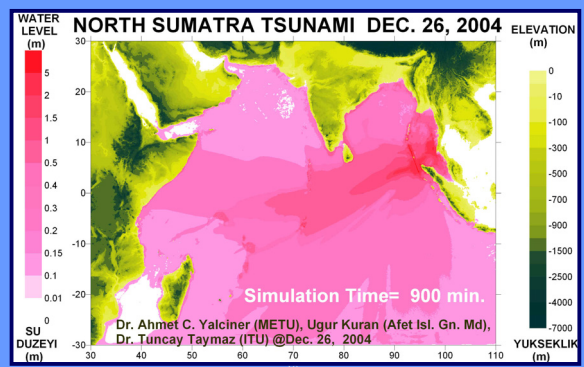 WATER
LEVEL
(m)
NORTH SUMATRA TSUNAMI DEC. 26, 2004
ELEVATION
(m)
5
2
1.5
1
0.5
0.4
0.3
0.2
0.15
0.1
0.01
0
SU
DUZEYI
(m)
30
20
10
0
-10
-20
-30
30 40 50 60 70 80 90 100 110
Simulation Time= 900 min.
Dr. Ahmet C. Yalciner (METU), Ugur Kuran (Afet Isl. Gn. Md),
Dr. Tuncay Taymaz (ITU) @Dec. 26, 2004
0
-10
-100
-300
-500
-700
-900
-1500
-2500
-4000
-7000
YUKSEKLIK
(m)